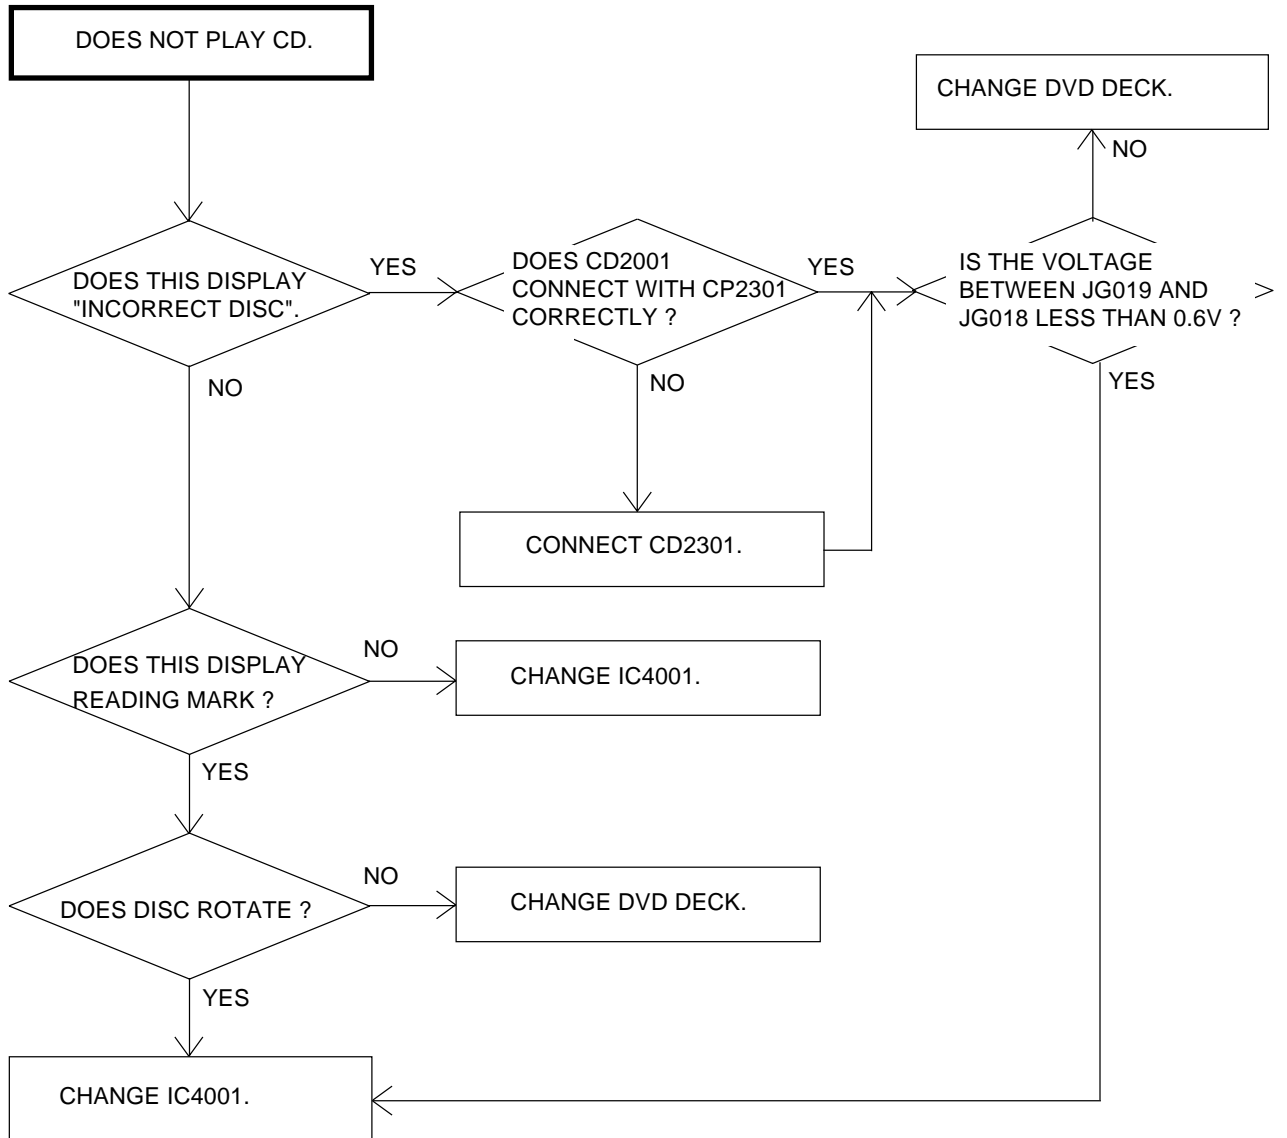 DOES NOT PLAY CD.
CHANGE DVD DECK.
NO
DOES THIS DISPLAY
"INCORRECT DISC".
YES
DOES CD2001
CONNECT WITH CP2301
CORRECTLY ?
YES
IS THE VOLTAGE
BETWEEN JG019 AND
JG018 LESS THAN 0.6V ?
NO
NO
YES
CONNECT CD2301.
DOES THIS DISPLAY
READING MARK ?
NO
CHANGE IC4001.
YES
DOES DISC ROTATE ?
NO
CHANGE DVD DECK.
YES
CHANGE IC4001.